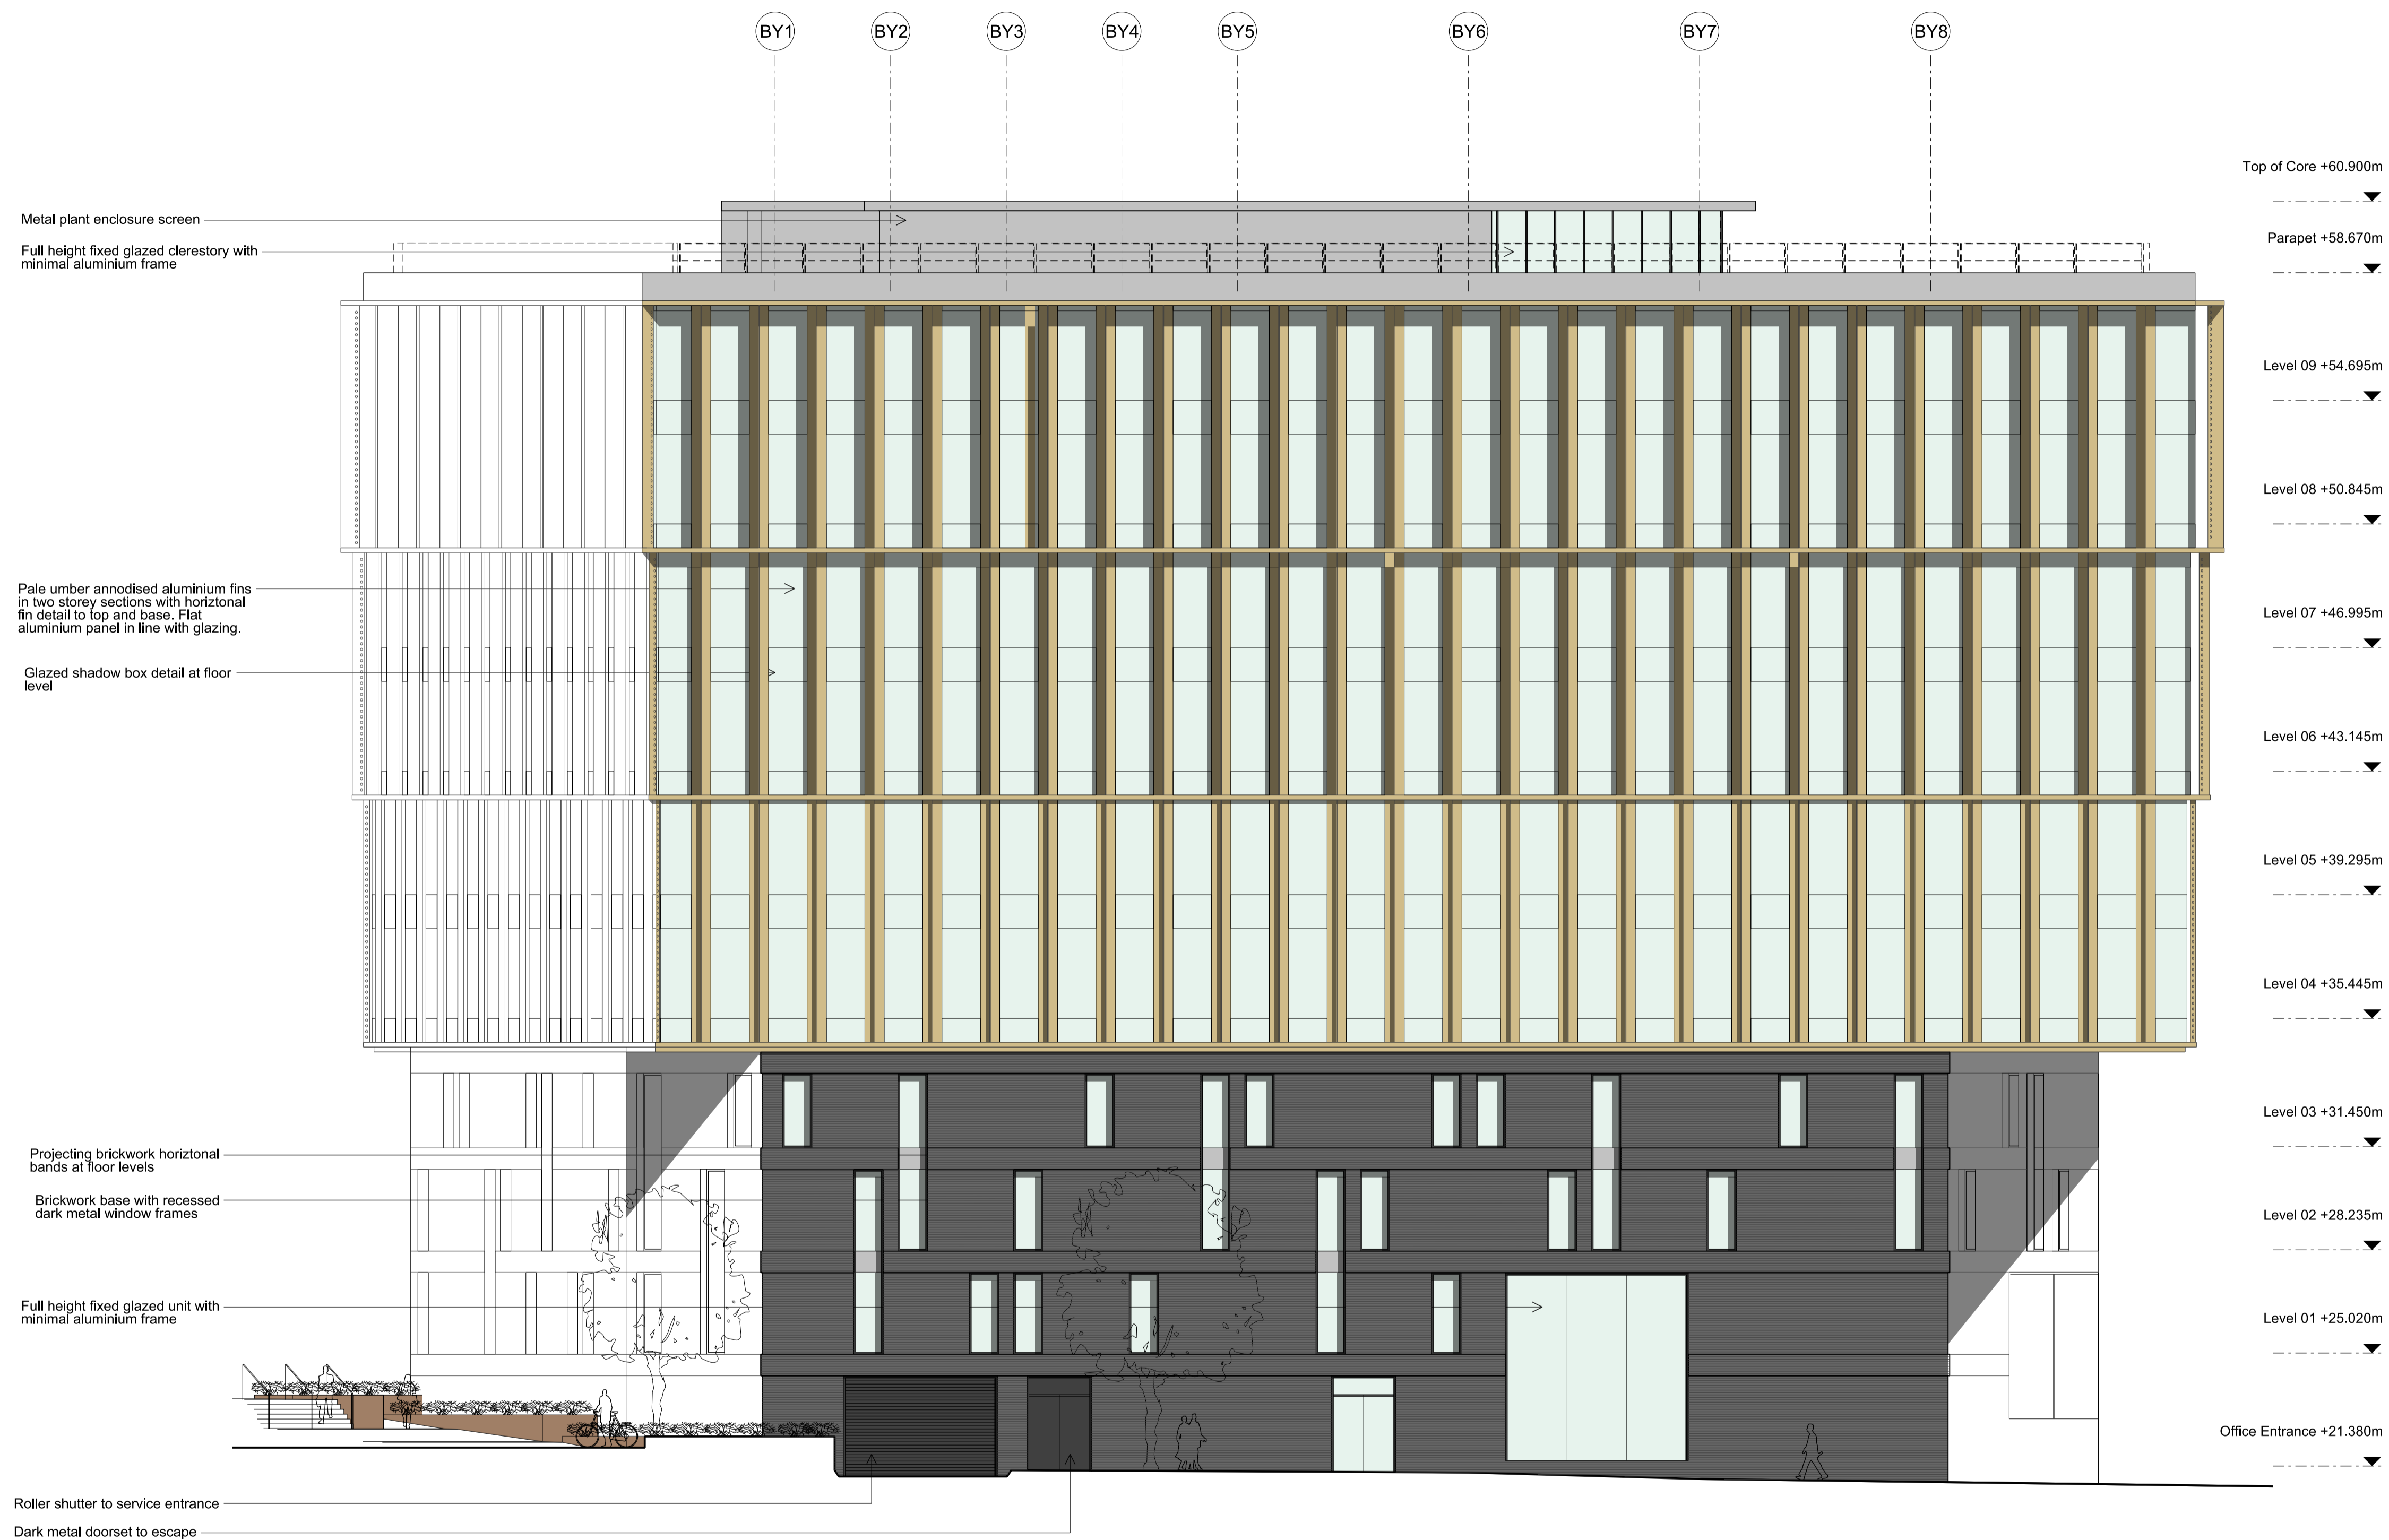 BY1 BY2 BY3 BY4 BY5 BY6 BY7 BY8
Top of Core +60.900m
Metal plant enclosure screen
Parapet +58.670m
Full height fixed glazed clerestory with
minimal aluminium frame
Level 09 +54.695m
Level 08 +50.845m
Pale umber annodised aluminium fins
in two storey sections with horiztonal
fin detail to top and base. Flat
aluminium panel in line with glazing.
Level 07 +46.995m
Glazed shadow box detail at floor
level
Level 06 +43.145m
Level 05 +39.295m
Level 04 +35.445m
Level 03 +31.450m
Projecting brickwork horiztonal
bands at floor levels
Brickwork base with recessed
dark metal window frames
Level 02 +28.235m
Full height fixed glazed unit with
minimal aluminium frame
Level 01 +25.020m
Office Entrance +21.380m
Roller shutter to service entrance
Dark metal doorset to escape